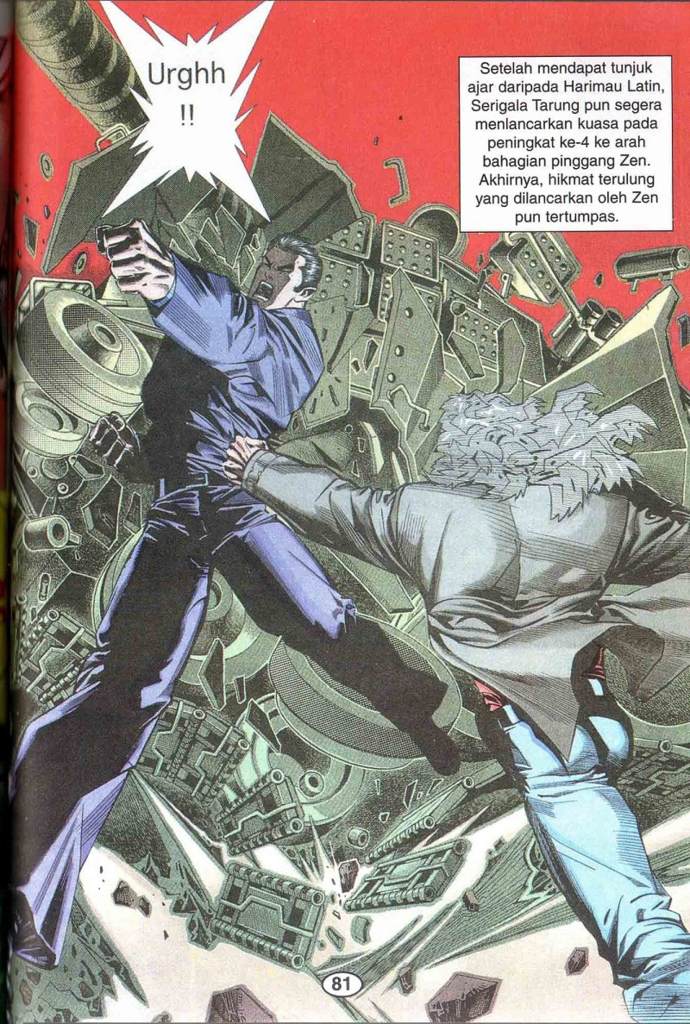 Urghh
!!
Setelah mendapat tunjuk
ajar daripada Harimau Latin,
Serigala Tarung pun segera
menlancarkan kuasa pada
peningkat ke-4 ke arah
bahagian pinggang Zen.
Akhirnya, hikmat terulung
yang dilancarkan oleh Zen
pun tertumpas.
81